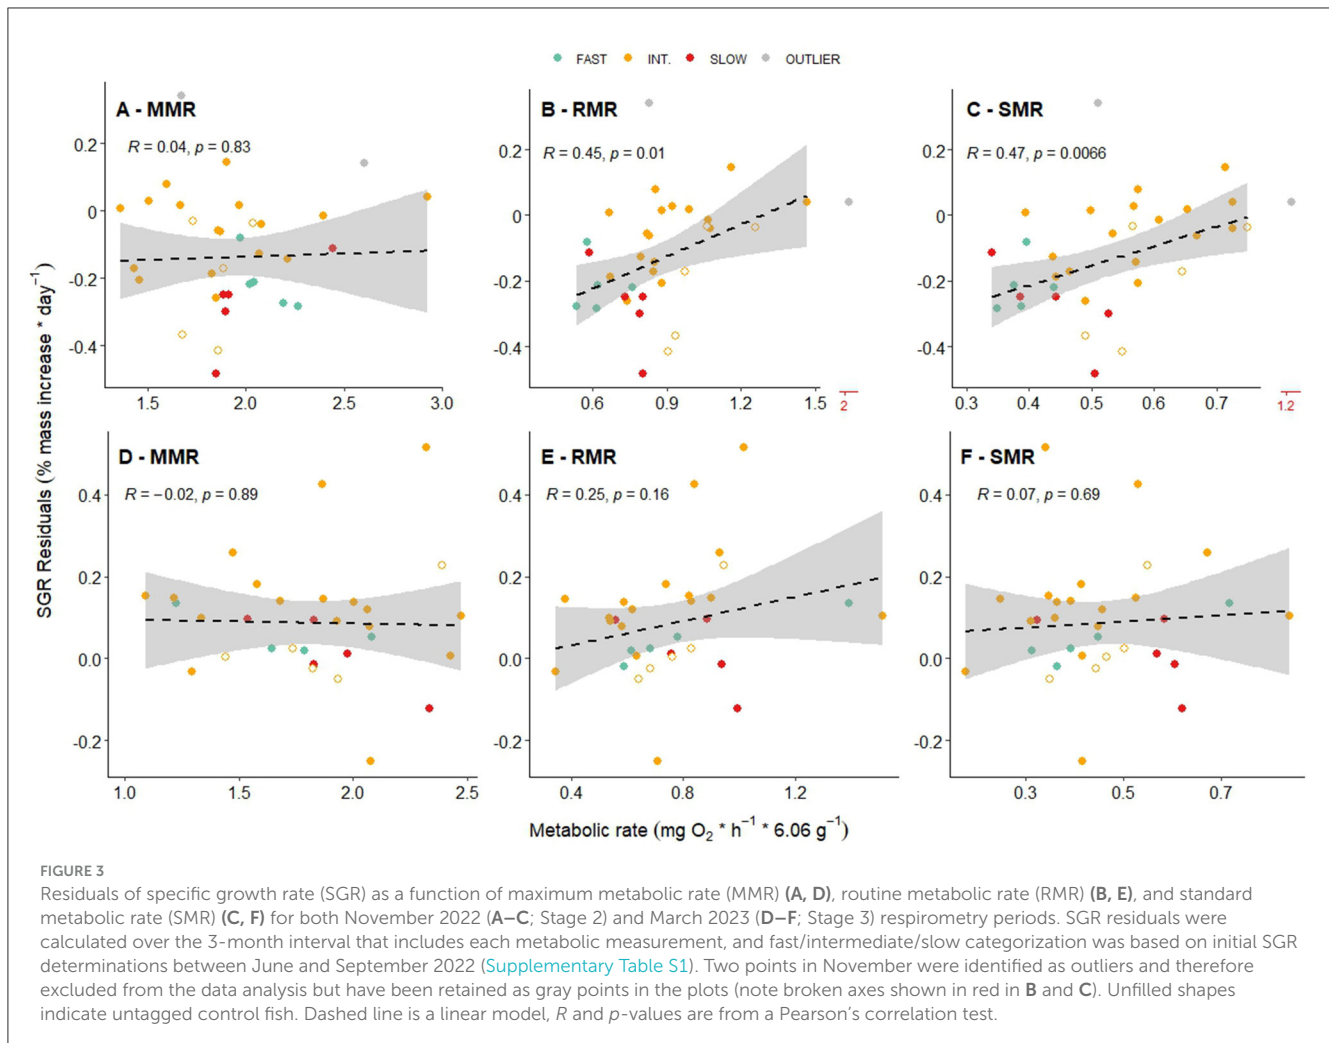 FAST INT. SLOW OUTLIER
A - MMR
R = 0.04, p = 0.83
B - RMR
R = 0.45, p = 0.01
C - SMR
R = 0.47, p = 0.0066
0.2
0
-0.2
-0.4
1.5 2.0 2.5 3.0
0.2
0
-0.2
-0.4
0.6 0.9 1.2 1.5 2
0.2
0
-0.2
-0.4
0.3 0.4 0.5 0.6 0.7 1.2
SGR Residuals (% mass increase * day⁻¹)
D - MMR
R = −0.02, p = 0.89
E - RMR
R = 0.25, p = 0.16
F - SMR
R = 0.07, p = 0.69
0.4
0.2
0.0
-0.2
1.0 1.5 2.0 2.5
0.4
0.2
0.0
-0.2
0.4 0.8 1.2
0.4
0.2
0.0
-0.2
0.3 0.5 0.7
Metabolic rate (mg O₂ * h⁻¹ * 6.06 g⁻¹)
FIGURE 3
Residuals of specific growth rate (SGR) as a function of maximum metabolic rate (MMR) (A, D), routine metabolic rate (RMR) (B, E), and standard
metabolic rate (SMR) (C, F) for both November 2022 (A–C; Stage 2) and March 2023 (D–F; Stage 3) respirometry periods. SGR residuals were
calculated over the 3-month interval that includes each metabolic measurement, and fast/intermediate/slow categorization was based on initial SGR
determinations between June and September 2022 (Supplementary Table S1). Two points in November were identified as outliers and therefore
excluded from the data analysis but have been retained as gray points in the plots (note broken axes shown in red in B and C). Unfilled shapes
indicate untagged control fish. Dashed line is a linear model, R and p-values are from a Pearson's correlation test.